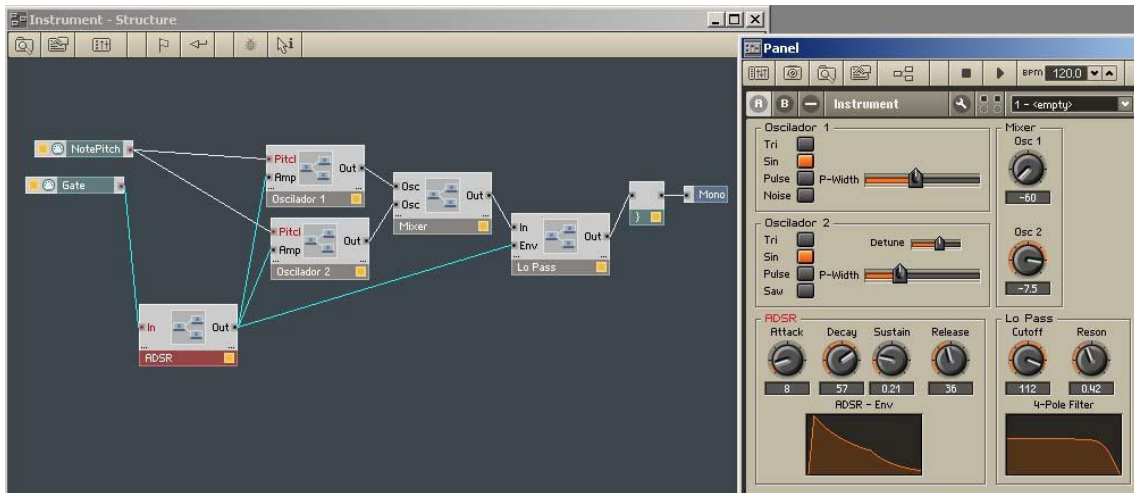 Instrument - Structure
NotePitch
Gate
Pitcl
Amp
Out
...
Oscilador 1
Pitcl
Amp
Out
...
Oscilador 2
Osc
Osc
Out
...
Mixer
In
Env
Out
...
Lo Pass
}
Mono
In
Out
...
ADSR
Panel
BPM 120.0
A B Instrument 1 - <empty>
Oscilador 1
Tri
Sin
Pulse P-Width
Noise
Mixer
Osc 1
-60
Oscilador 2
Tri Detune
Sin
Pulse P-Width
Saw
Osc 2
-7.5
ADSR
Attack Decay Sustain Release
8 57 0.21 36
ADSR - Env
Lo Pass
Cutoff Reson
112 0.42
4-Pole Filter